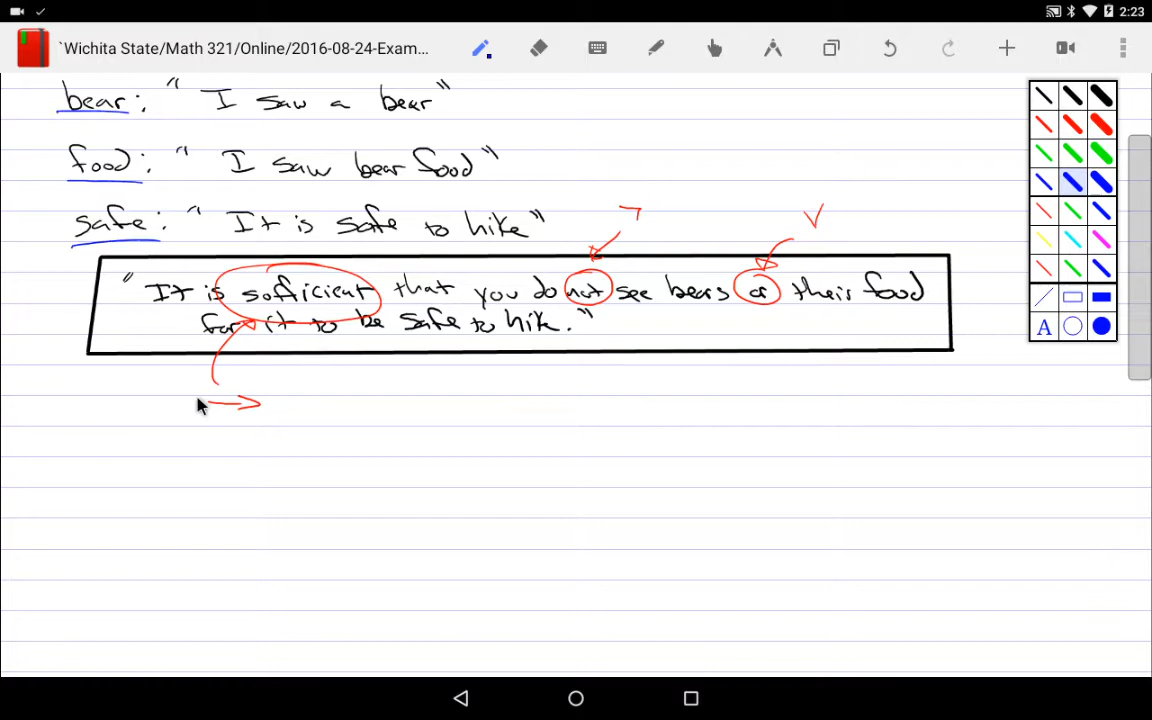 2:23
`Wichita State/Math 321/Online/2016-08-24-Exam...
bear: "I saw a bear"
food: "I saw bear food"
safe: "It is safe to hike"
¬ ∨
"It is sufficient that you do not see bears or their food
for it to be safe to hike."
→
A